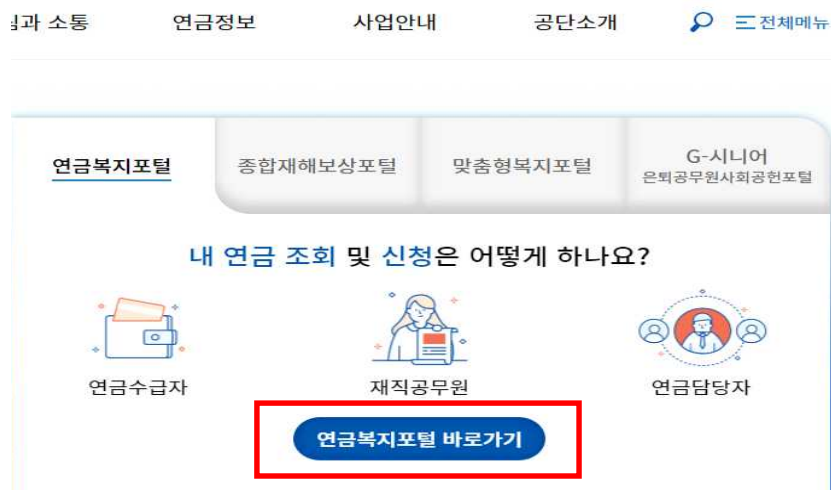 과 소통 연금정보 사업안내 공단소개 전체메뉴
연금복지포털 종합재해보상포털 맞춤형복지포털 G-시니어
은퇴공무원사회공헌포털
내 연금 조회 및 신청은 어떻게 하나요?
연금수급자 재직공무원 연금담당자
연금복지포털 바로가기